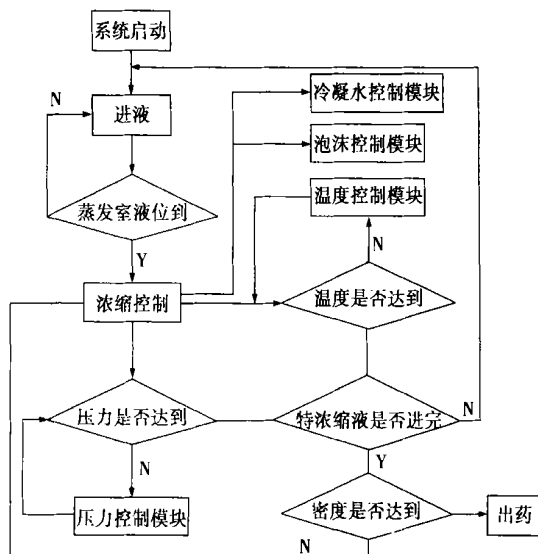 系统启动
N
进液
冷凝水控制模块
泡沫控制模块
蒸发室液位到
温度控制模块
Y
N
浓缩控制
温度是否达到
压力是否达到
特浓缩液是否进完
N
N
Y
压力控制模块
密度是否达到
出药
N